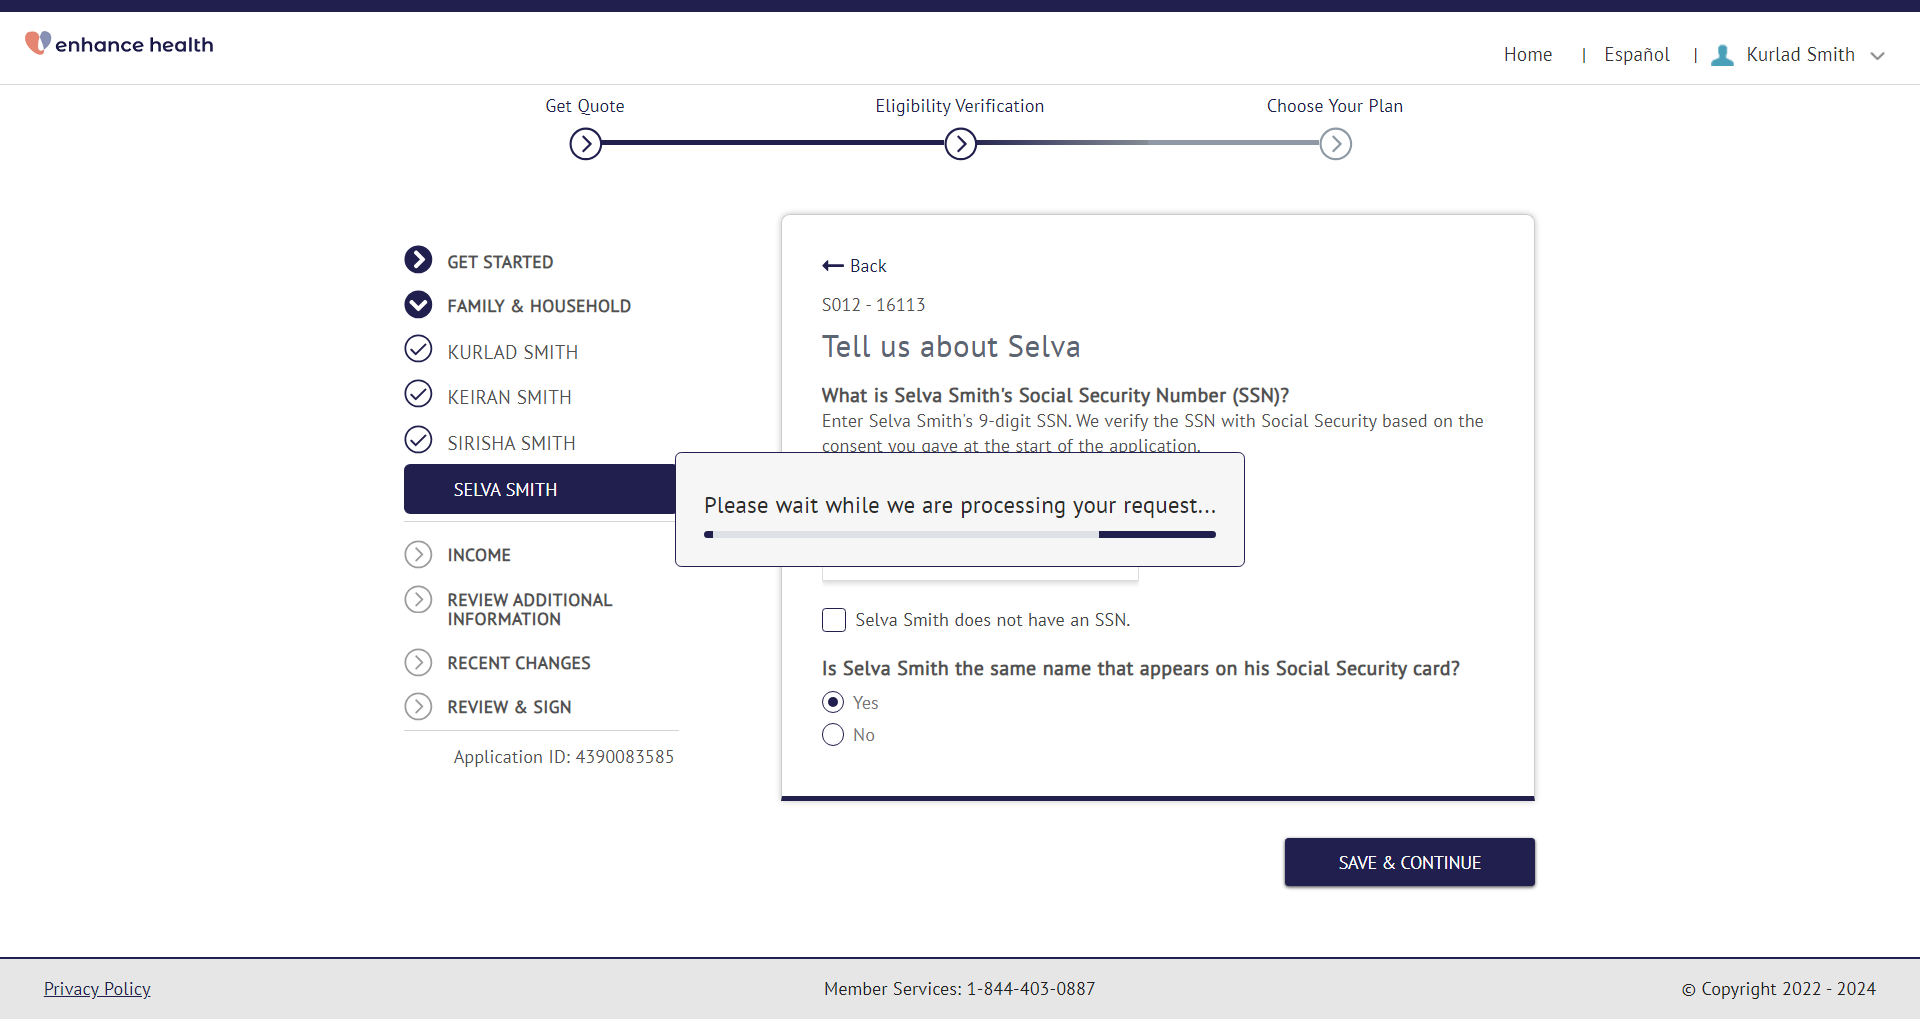 enhance health
Home | Español | Kurlad Smith
Get Quote
Eligibility Verification
Choose Your Plan
GET STARTED
FAMILY & HOUSEHOLD
KURLAD SMITH
KEIRAN SMITH
SIRISHA SMITH
SELVA SMITH
INCOME
REVIEW ADDITIONAL
INFORMATION
RECENT CHANGES
REVIEW & SIGN
Application ID: 4390083585
Back
S012 - 16113
Tell us about Selva
What is Selva Smith's Social Security Number (SSN)?
Enter Selva Smith's 9-digit SSN. We verify the SSN with Social Security based on the
consent you gave at the start of the application.
Please wait while we are processing your request...
Selva Smith does not have an SSN.
Is Selva Smith the same name that appears on his Social Security card?
Yes
No
SAVE & CONTINUE
Privacy Policy
Member Services: 1-844-403-0887
© Copyright 2022 - 2024